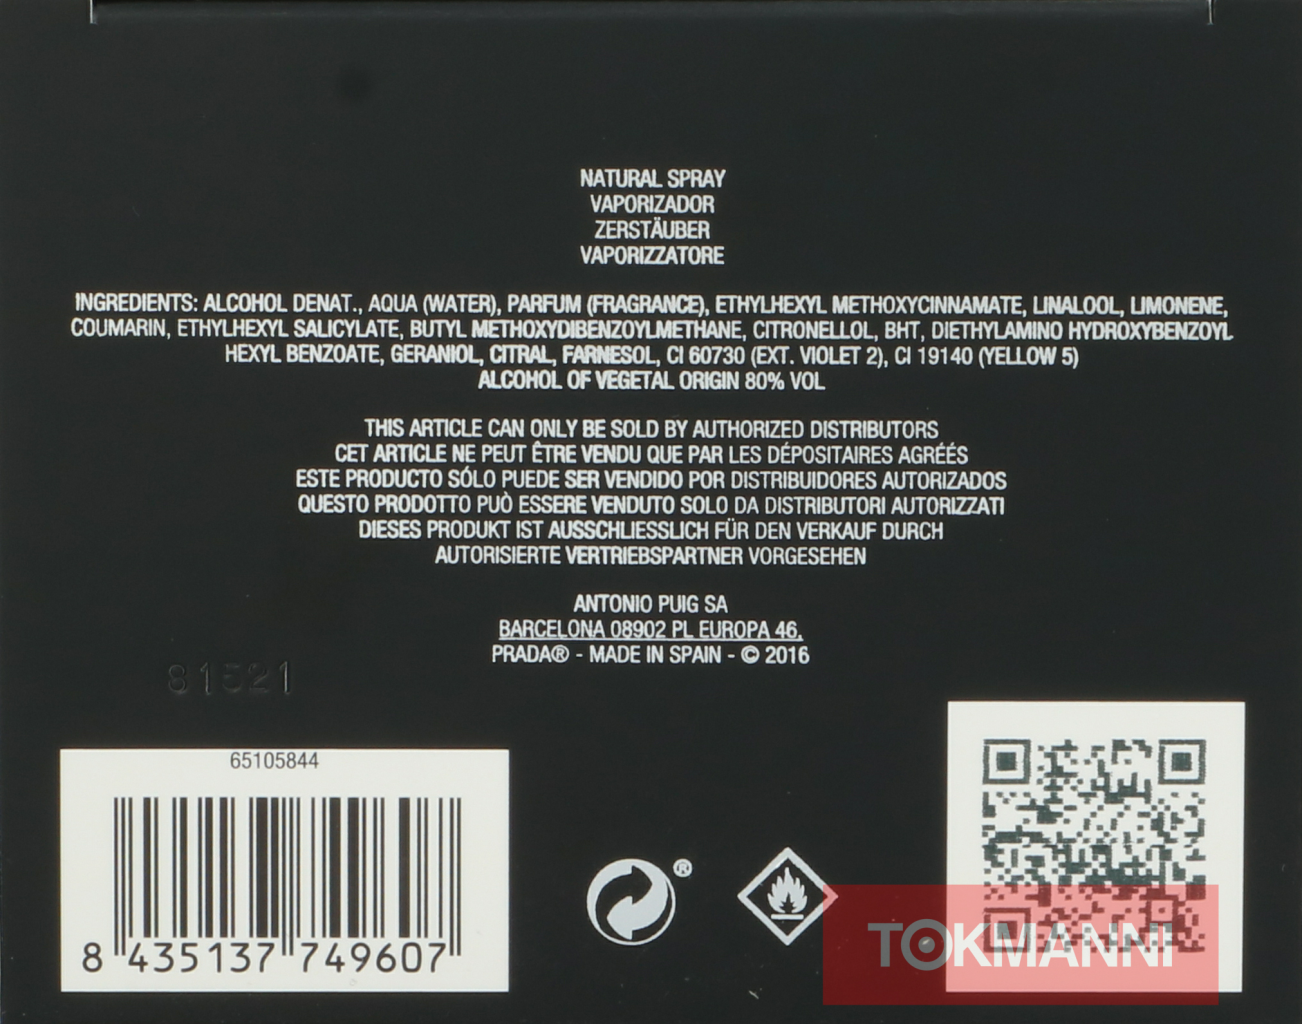 NATURAL SPRAY
VAPORIZADOR
ZERSTÄUBER
VAPORIZZATORE
INGREDIENTS: ALCOHOL DENAT., AQUA (WATER), PARFUM (FRAGRANCE), ETHYLHEXYL METHOXYCINNAMATE, LINALOOL, LIMONENE,
COUMARIN, ETHYLHEXYL SALICYLATE, BUTYL METHOXYDIBENZOYLMETHANE, CITRONELLOL, BHT, DIETHYLAMINO HYDROXYBENZOYL
HEXYL BENZOATE, GERANIOL, CITRAL, FARNESOL, CI 60730 (EXT. VIOLET 2), CI 19140 (YELLOW 5)
ALCOHOL OF VEGETAL ORIGIN 80% VOL
THIS ARTICLE CAN ONLY BE SOLD BY AUTHORIZED DISTRIBUTORS
CET ARTICLE NE PEUT ÊTRE VENDU QUE PAR LES DÉPOSITAIRES AGRÉÉS
ESTE PRODUCTO SÓLO PUEDE SER VENDIDO POR DISTRIBUIDORES AUTORIZADOS
QUESTO PRODOTTO PUÒ ESSERE VENDUTO SOLO DA DISTRIBUTORI AUTORIZZATI
DIESES PRODUKT IST AUSSCHLIESSLICH FÜR DEN VERKAUF DURCH
AUTORISIERTE VERTRIEBSPARTNER VORGESEHEN
ANTONIO PUIG SA
BARCELONA 08902 PL EUROPA 46.
PRADA® - MADE IN SPAIN - © 2016
81521
65105844
8 435137 749607
®
TOKMANNI